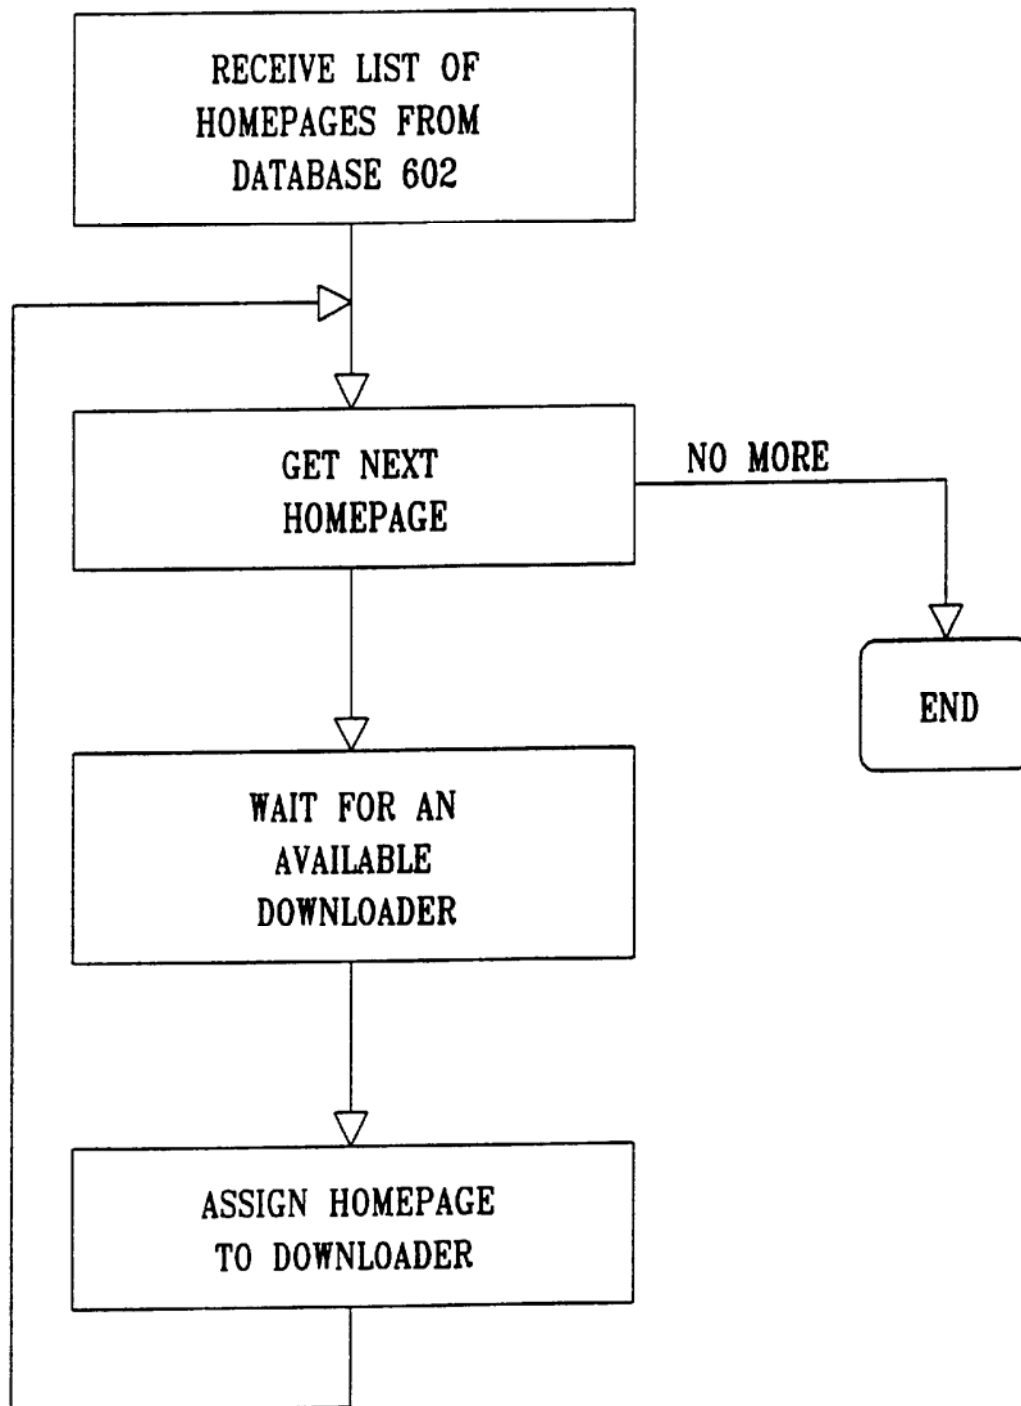 RECEIVE LIST OF
HOMEPAGES FROM
DATABASE 602
GET NEXT
HOMEPAGE
NO MORE
END
WAIT FOR AN
AVAILABLE
DOWNLOADER
ASSIGN HOMEPAGE
TO DOWNLOADER